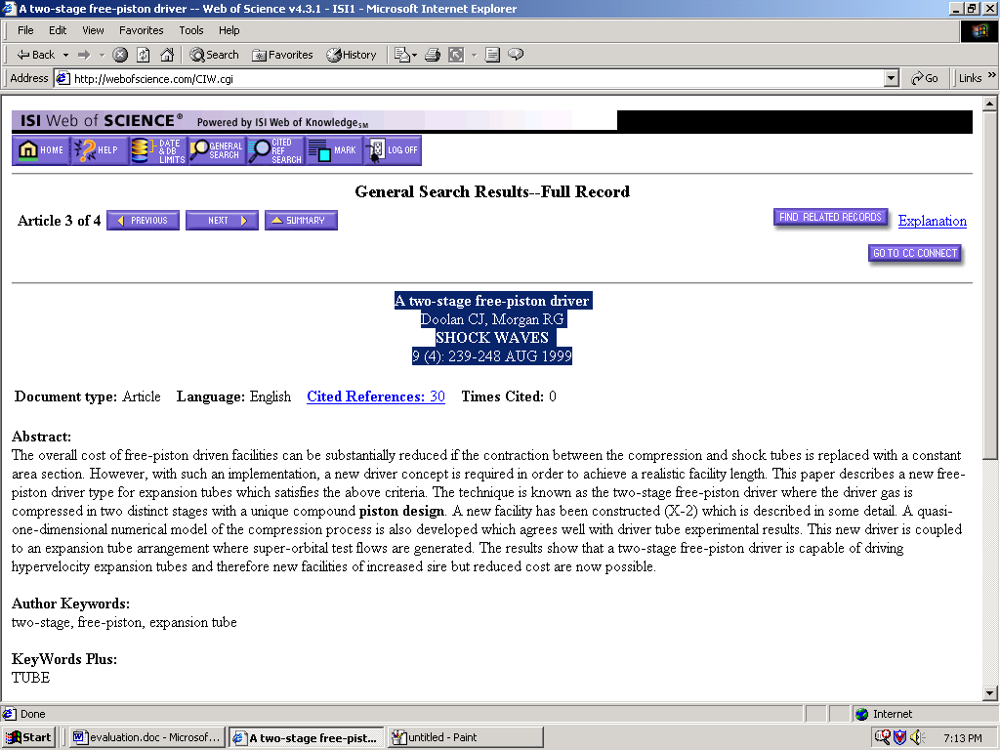 A two-stage free-piston driver -- Web of Science v4.3.1 - ISI1 - Microsoft Internet Explorer
File Edit View Favorites Tools Help
Back Search Favorites History
Address http://webofscience.com/CIW.cgi Go Links »
ISI Web of SCIENCE® Powered by ISI Web of Knowledge SM
HOME HELP DATE & DB LIMITS GENERAL SEARCH CITED REF SEARCH MARK LOG OFF
General Search Results--Full Record
Article 3 of 4 PREVIOUS NEXT SUMMARY FIND RELATED RECORDS Explanation
GO TO CC CONNECT
A two-stage free-piston driver
Doolan CJ, Morgan RG
SHOCK WAVES
9 (4): 239-248 AUG 1999
Document type: Article Language: English Cited References: 30 Times Cited: 0
Abstract:
The overall cost of free-piston driven facilities can be substantially reduced if the contraction between the compression and shock tubes is replaced with a constant
area section. However, with such an implementation, a new driver concept is required in order to achieve a realistic facility length. This paper describes a new free-
piston driver type for expansion tubes which satisfies the above criteria. The technique is known as the two-stage free-piston driver where the driver gas is
compressed in two distinct stages with a unique compound piston design. A new facility has been constructed (X-2) which is described in some detail. A quasi-
one-dimensional numerical model of the compression process is also developed which agrees well with driver tube experimental results. This new driver is coupled
to an expansion tube arrangement where super-orbital test flows are generated. The results show that a two-stage free-piston driver is capable of driving
hypervelocity expansion tubes and therefore new facilities of increased sire but reduced cost are now possible.
Author Keywords:
two-stage, free-piston, expansion tube
KeyWords Plus:
TUBE
Done Internet
Start evaluation.doc - Microsof... A two-stage free-pist... untitled - Paint 7:13 PM